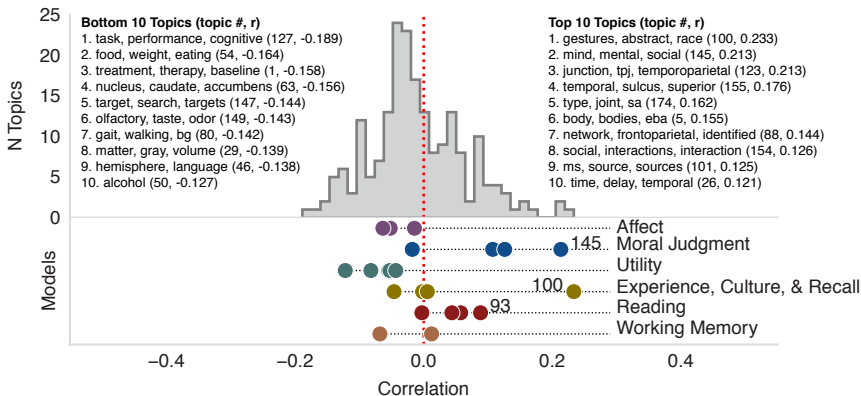 25
20
15
10
5
0
N Topics
Bottom 10 Topics (topic #, r)
1. task, performance, cognitive (127, -0.189)
2. food, weight, eating (54, -0.164)
3. treatment, therapy, baseline (1, -0.158)
4. nucleus, caudate, accumbens (63, -0.156)
5. target, search, targets (147, -0.144)
6. olfactory, taste, odor (149, -0.143)
7. gait, walking, bg (80, -0.142)
8. matter, gray, volume (29, -0.139)
9. hemisphere, language (46, -0.138)
10. alcohol (50, -0.127)
Top 10 Topics (topic #, r)
1. gestures, abstract, race (100, 0.233)
2. mind, mental, social (145, 0.213)
3. junction, tpj, temporoparietal (123, 0.213)
4. temporal, sulcus, superior (155, 0.176)
5. type, joint, sa (174, 0.162)
6. body, bodies, eba (5, 0.155)
7. network, frontoparietal, identified (88, 0.144)
8. social, interactions, interaction (154, 0.126)
9. ms, source, sources (101, 0.125)
10. time, delay, temporal (26, 0.121)
Models
Affect
145 Moral Judgment
Utility
100 Experience, Culture, & Recall
93 Reading
Working Memory
−0.4 −0.2 0.0 0.2 0.4
Correlation